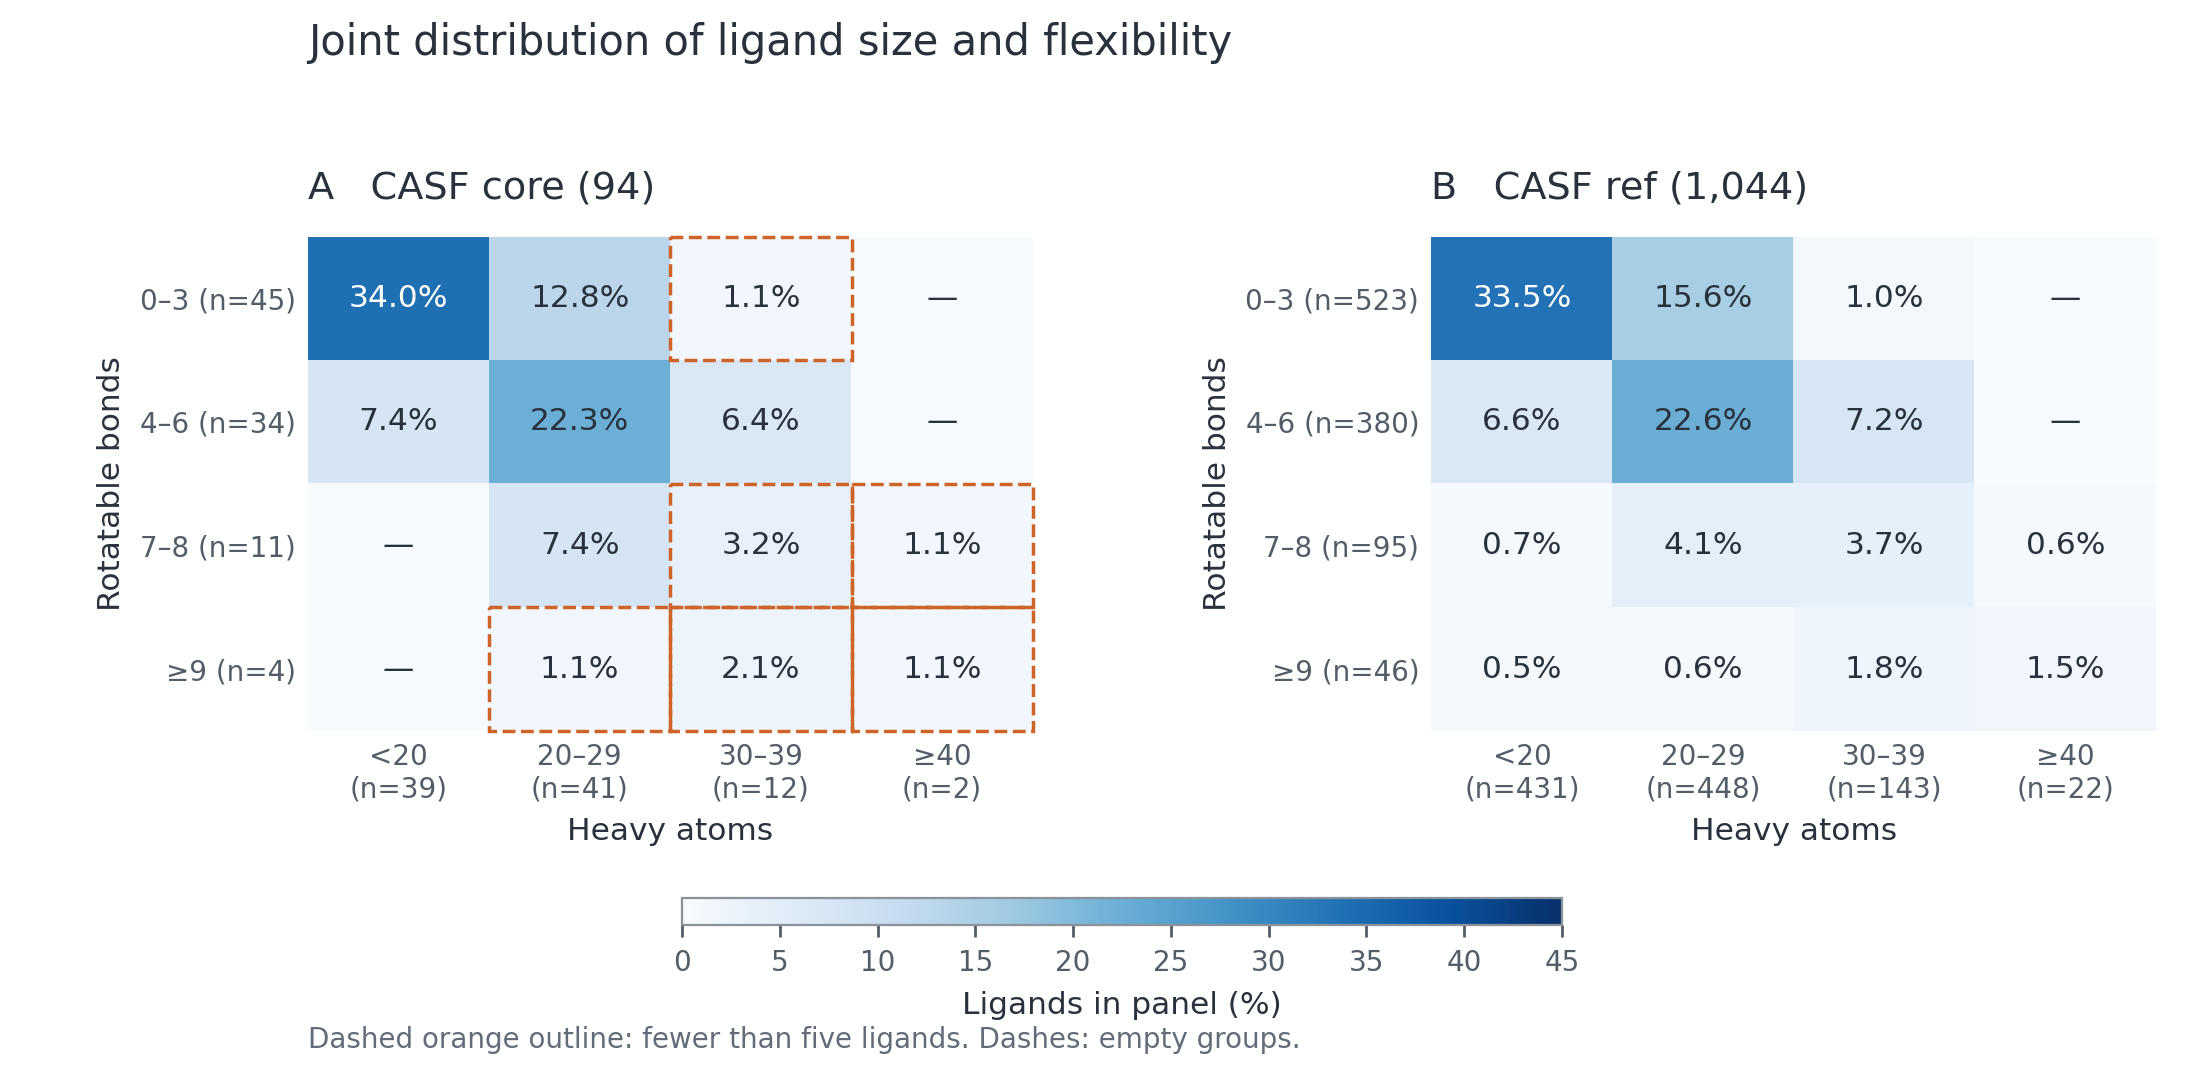 Joint distribution of ligand size and flexibility
A CASF core (94)
Rotatable bonds
0–3 (n=45) 34.0% 12.8% 1.1% —
4–6 (n=34) 7.4% 22.3% 6.4% —
7–8 (n=11) — 7.4% 3.2% 1.1%
≥9 (n=4) — 1.1% 2.1% 1.1%
<20 20–29 30–39 ≥40
(n=39) (n=41) (n=12) (n=2)
Heavy atoms
B CASF ref (1,044)
Rotatable bonds
0–3 (n=523) 33.5% 15.6% 1.0% —
4–6 (n=380) 6.6% 22.6% 7.2% —
7–8 (n=95) 0.7% 4.1% 3.7% 0.6%
≥9 (n=46) 0.5% 0.6% 1.8% 1.5%
<20 20–29 30–39 ≥40
(n=431) (n=448) (n=143) (n=22)
Heavy atoms
0 5 10 15 20 25 30 35 40 45
Ligands in panel (%)
Dashed orange outline: fewer than five ligands. Dashes: empty groups.